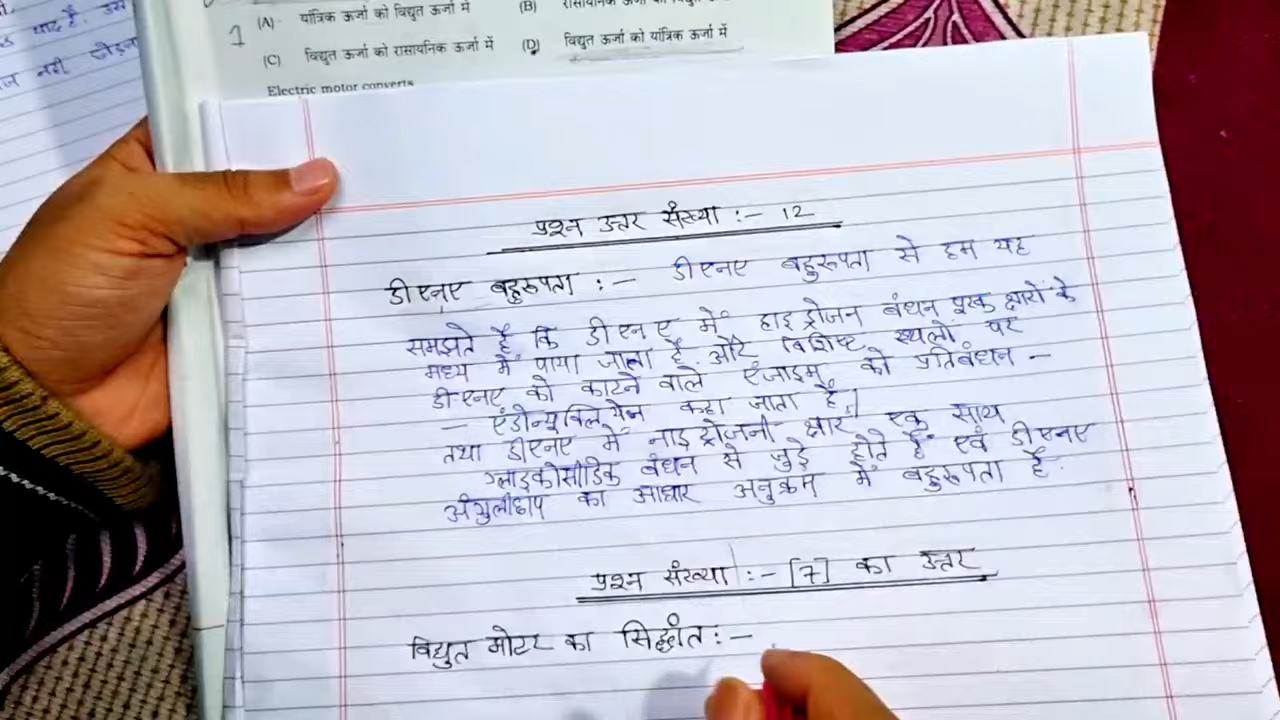 (A) यांत्रिक ऊर्जा को विद्युत ऊर्जा में (B)
(C) विद्युत ऊर्जा को रासायनिक ऊर्जा में (D) विद्युत ऊर्जा को यांत्रिक ऊर्जा में
1
Electric motor converts
प्रश्न उत्तर संख्या :- 12
डीएनए बहुरुपता :- डीएनए बहुरुपता से हम यह
समझते हैं कि डीएनए में हाइड्रोजन बंधन पूरक क्षारो के
मध्य में पाया जाता है. और विशिष्ट स्थलो पर
डीएनए को काटने वाले एंजाइम को प्रतिबंधन -
- एंडोन्यूक्लियेज कहा जाता है।
तथा डीएनए में नाइट्रोजनी क्षार एक साथ
ग्लाइकोसीडिक बंधन से जुड़े होते हैं एवं डीएनए
अंगुलीछाप का आधार अनुक्रम में बहुरुपता है.
प्रश्न संख्या :- [7] का उत्तर
विद्युत मोटर का सिद्धांत :-